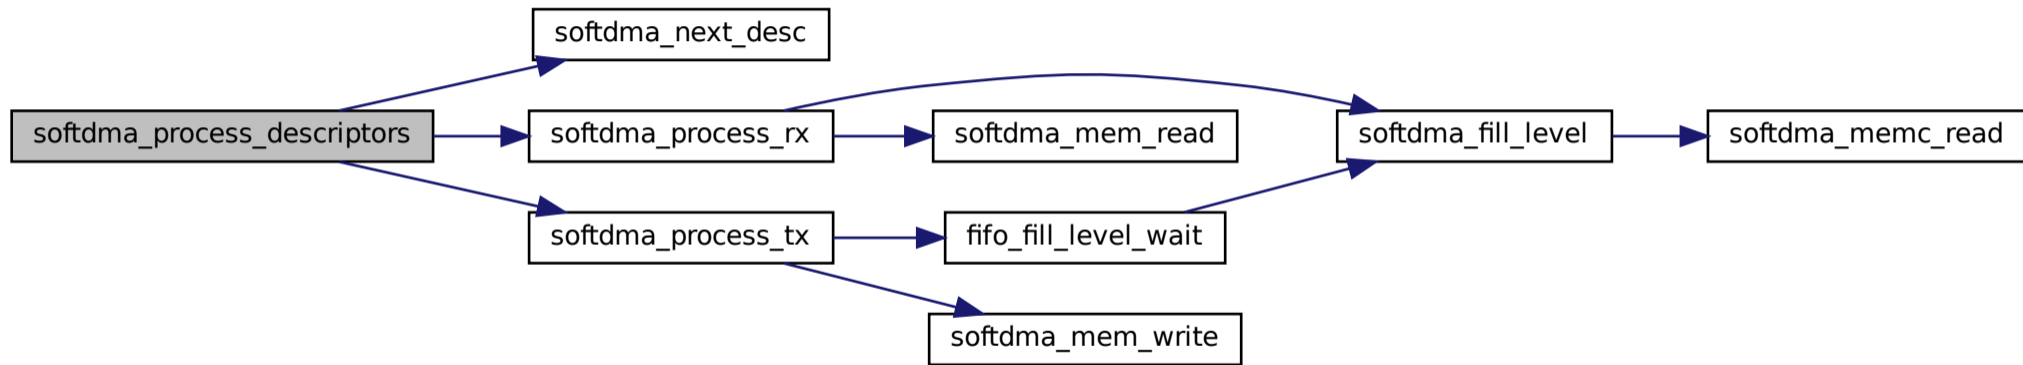 softdma_next_desc
softdma_process_descriptors
softdma_process_rx
softdma_mem_read
softdma_fill_level
softdma_memc_read
softdma_process_tx
fifo_fill_level_wait
softdma_mem_write